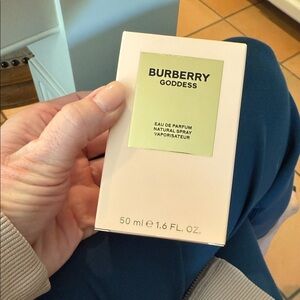 BURBERRY
GODDESS
EAU DE PARFUM
NATURAL SPRAY
VAPORISATEUR
50 ml ℮ 1.6 FL. OZ.